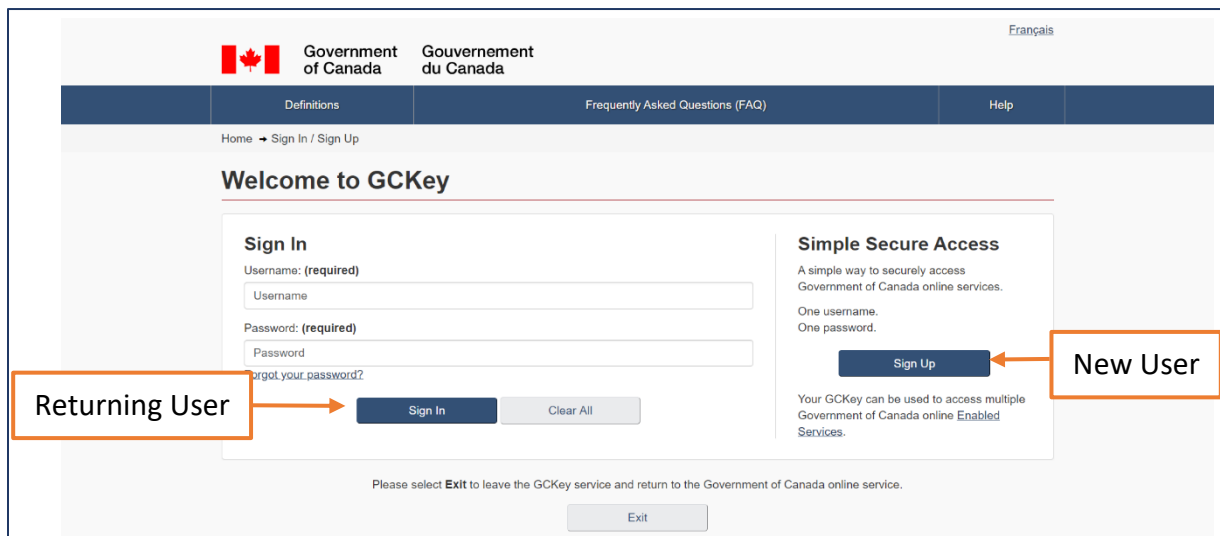 Français
Government
of Canada
Gouvernement
du Canada
Definitions
Frequently Asked Questions (FAQ)
Help
Home → Sign In / Sign Up
Welcome to GCKey
Sign In
Username: (required)
Username
Password: (required)
Password
Forgot your password?
Returning User
Sign In
Clear All
Simple Secure Access
A simple way to securely access
Government of Canada online services.
One username.
One password.
Sign Up
New User
Your GCKey can be used to access multiple
Government of Canada online Enabled
Services.
Please select Exit to leave the GCKey service and return to the Government of Canada online service.
Exit